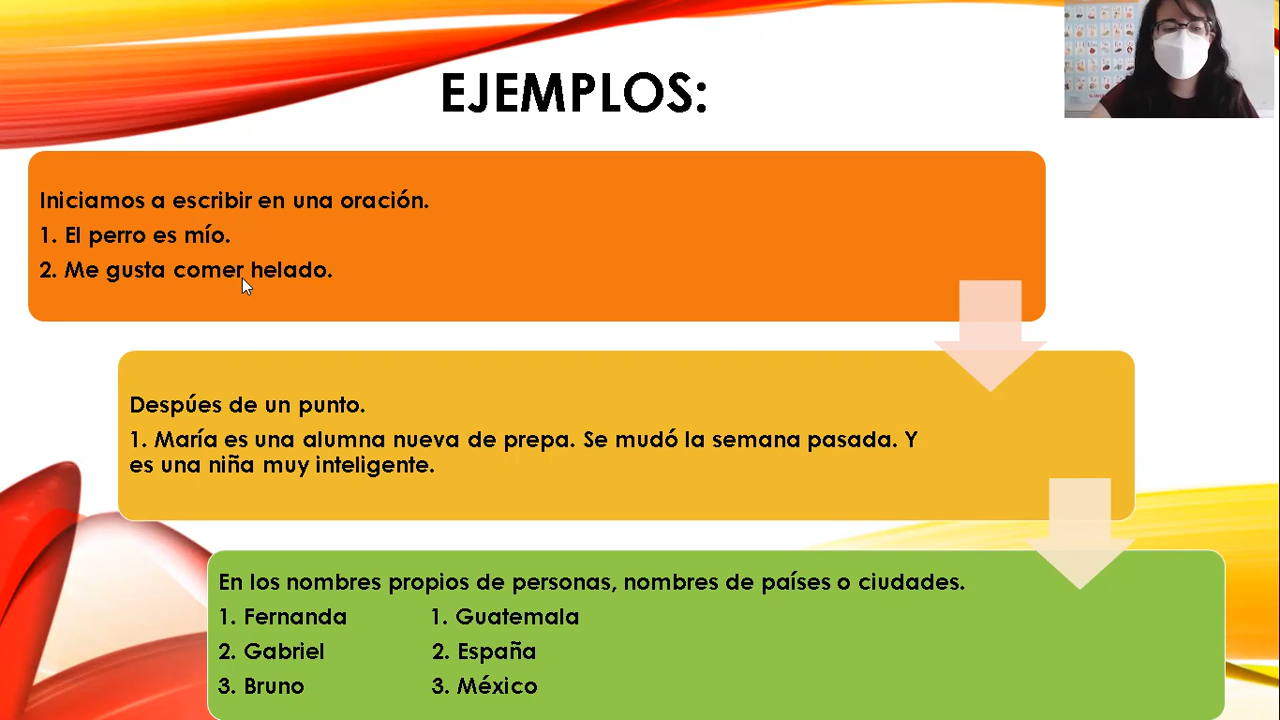 EJEMPLOS:
Iniciamos a escribir en una oración.
1. El perro es mío.
2. Me gusta comer helado.
Despúes de un punto.
1. María es una alumna nueva de prepa. Se mudó la semana pasada. Y
es una niña muy inteligente.
En los nombres propios de personas, nombres de países o ciudades.
1. Fernanda 1. Guatemala
2. Gabriel 2. España
3. Bruno 3. México